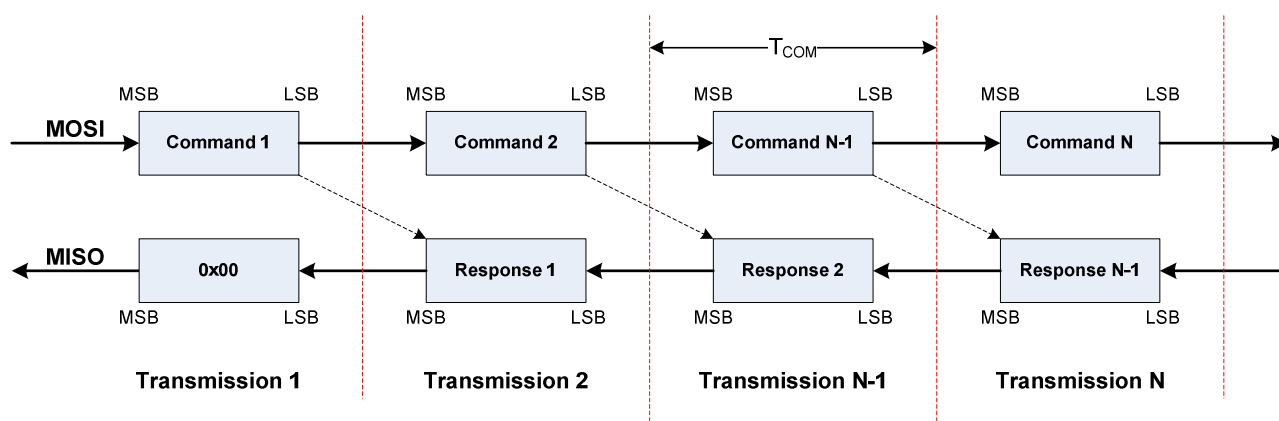 T_COM
MSB LSB MSB LSB MSB LSB MSB LSB
MOSI Command 1 Command 2 Command N-1 Command N
MISO 0x00 Response 1 Response 2 Response N-1
MSB LSB MSB LSB MSB LSB MSB LSB
Transmission 1 Transmission 2 Transmission N-1 Transmission N